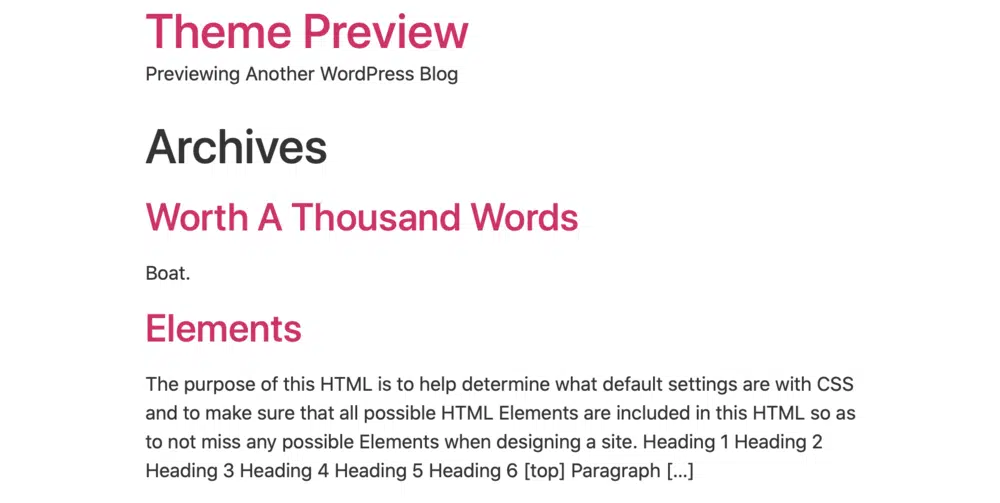 Theme Preview
Previewing Another WordPress Blog
Archives
Worth A Thousand Words
Boat.
Elements
The purpose of this HTML is to help determine what default settings are with CSS
and to make sure that all possible HTML Elements are included in this HTML so as
to not miss any possible Elements when designing a site. Heading 1 Heading 2
Heading 3 Heading 4 Heading 5 Heading 6 [top] Paragraph […]